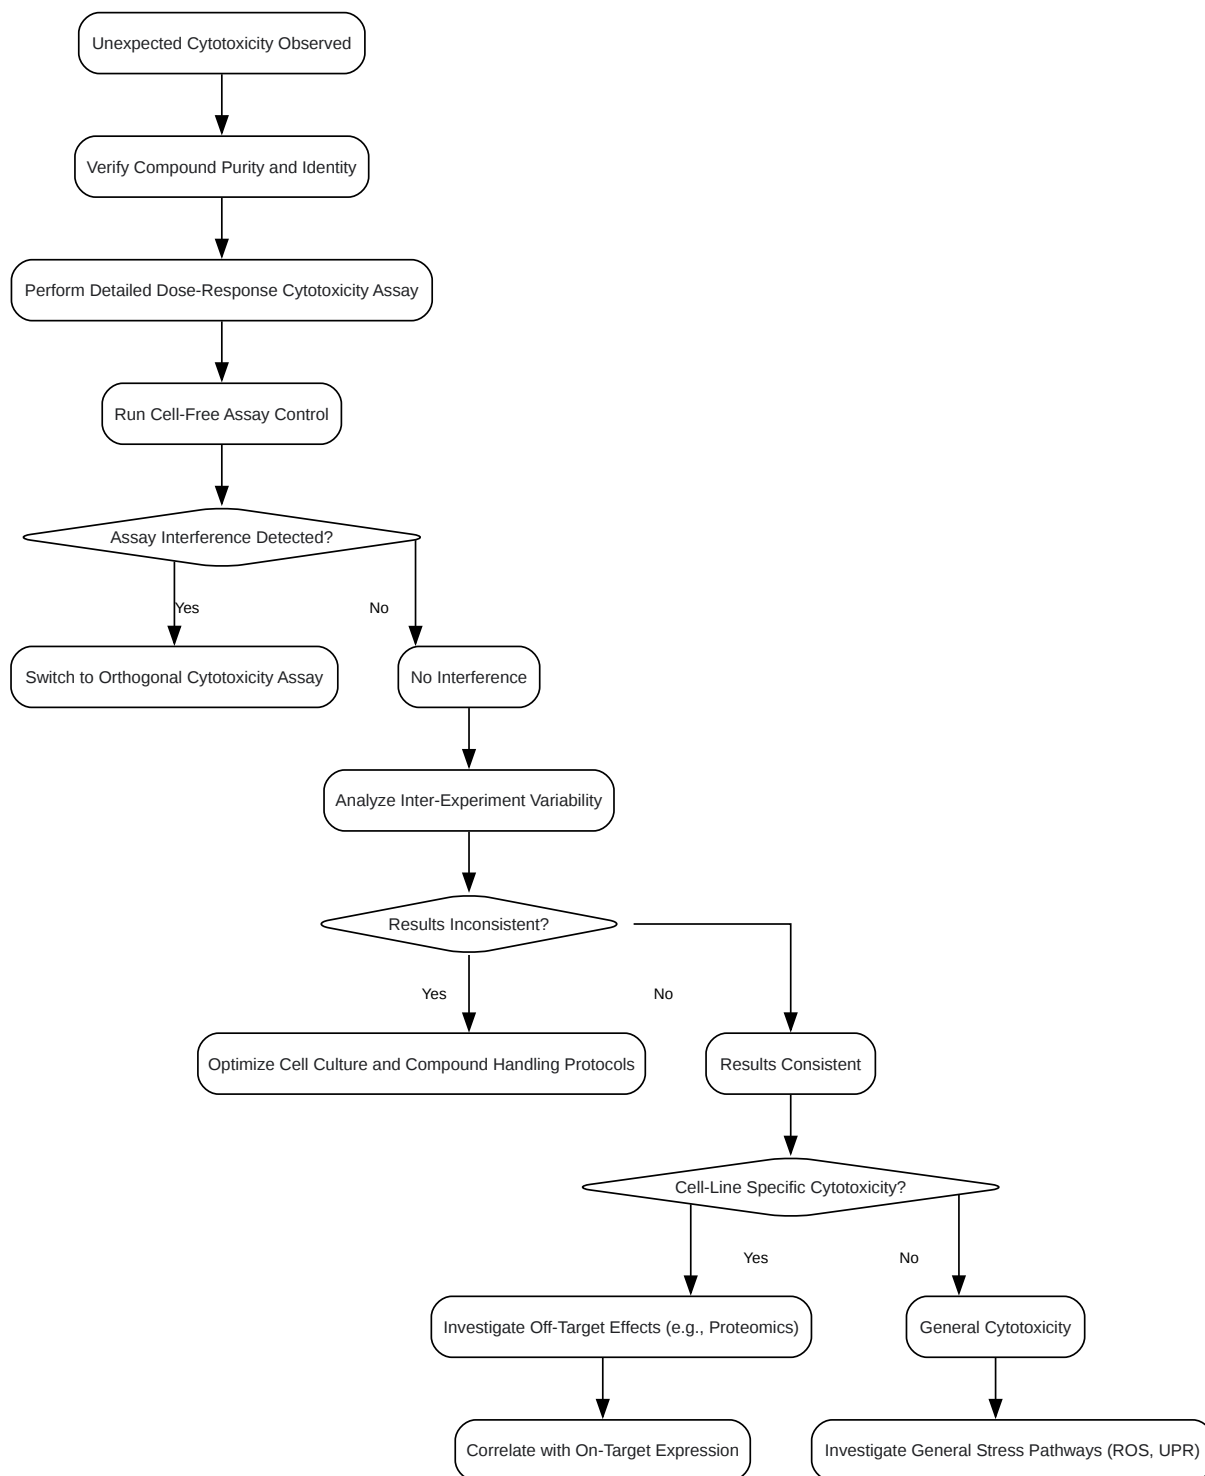 Unexpected Cytotoxicity Observed
Verify Compound Purity and Identity
Perform Detailed Dose-Response Cytotoxicity Assay
Run Cell-Free Assay Control
Assay Interference Detected?
Yes
No
Switch to Orthogonal Cytotoxicity Assay
No Interference
Analyze Inter-Experiment Variability
Results Inconsistent?
Yes
No
Optimize Cell Culture and Compound Handling Protocols
Results Consistent
Cell-Line Specific Cytotoxicity?
Yes
No
Investigate Off-Target Effects (e.g., Proteomics)
General Cytotoxicity
Correlate with On-Target Expression
Investigate General Stress Pathways (ROS, UPR)